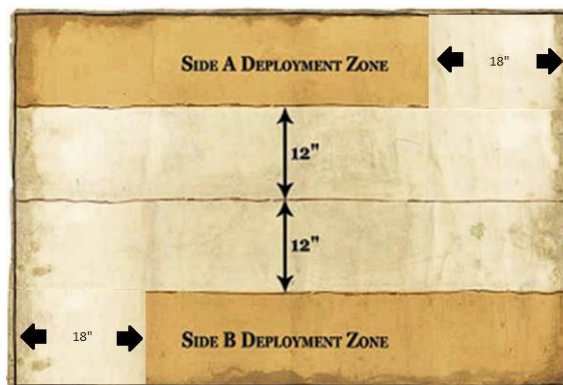 SIDE A DEPLOYMENT ZONE
18"
12"
12"
18"
SIDE B DEPLOYMENT ZONE